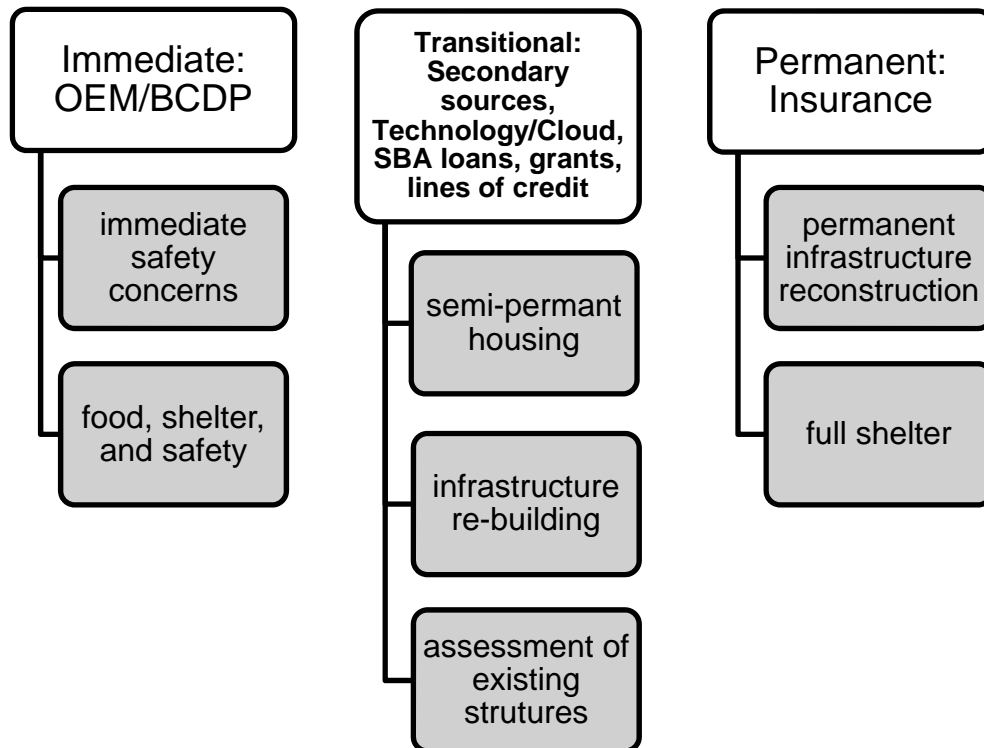 Immediate:
OEM/BCDP
immediate
safety
concerns
food, shelter,
and safety
Transitional:
Secondary
sources,
Technology/Cloud,
SBA loans, grants,
lines of credit
semi-permant
housing
infrastructure
re-building
assessment of
existing
strutures
Permanent:
Insurance
permanent
infrastructure
reconstruction
full shelter